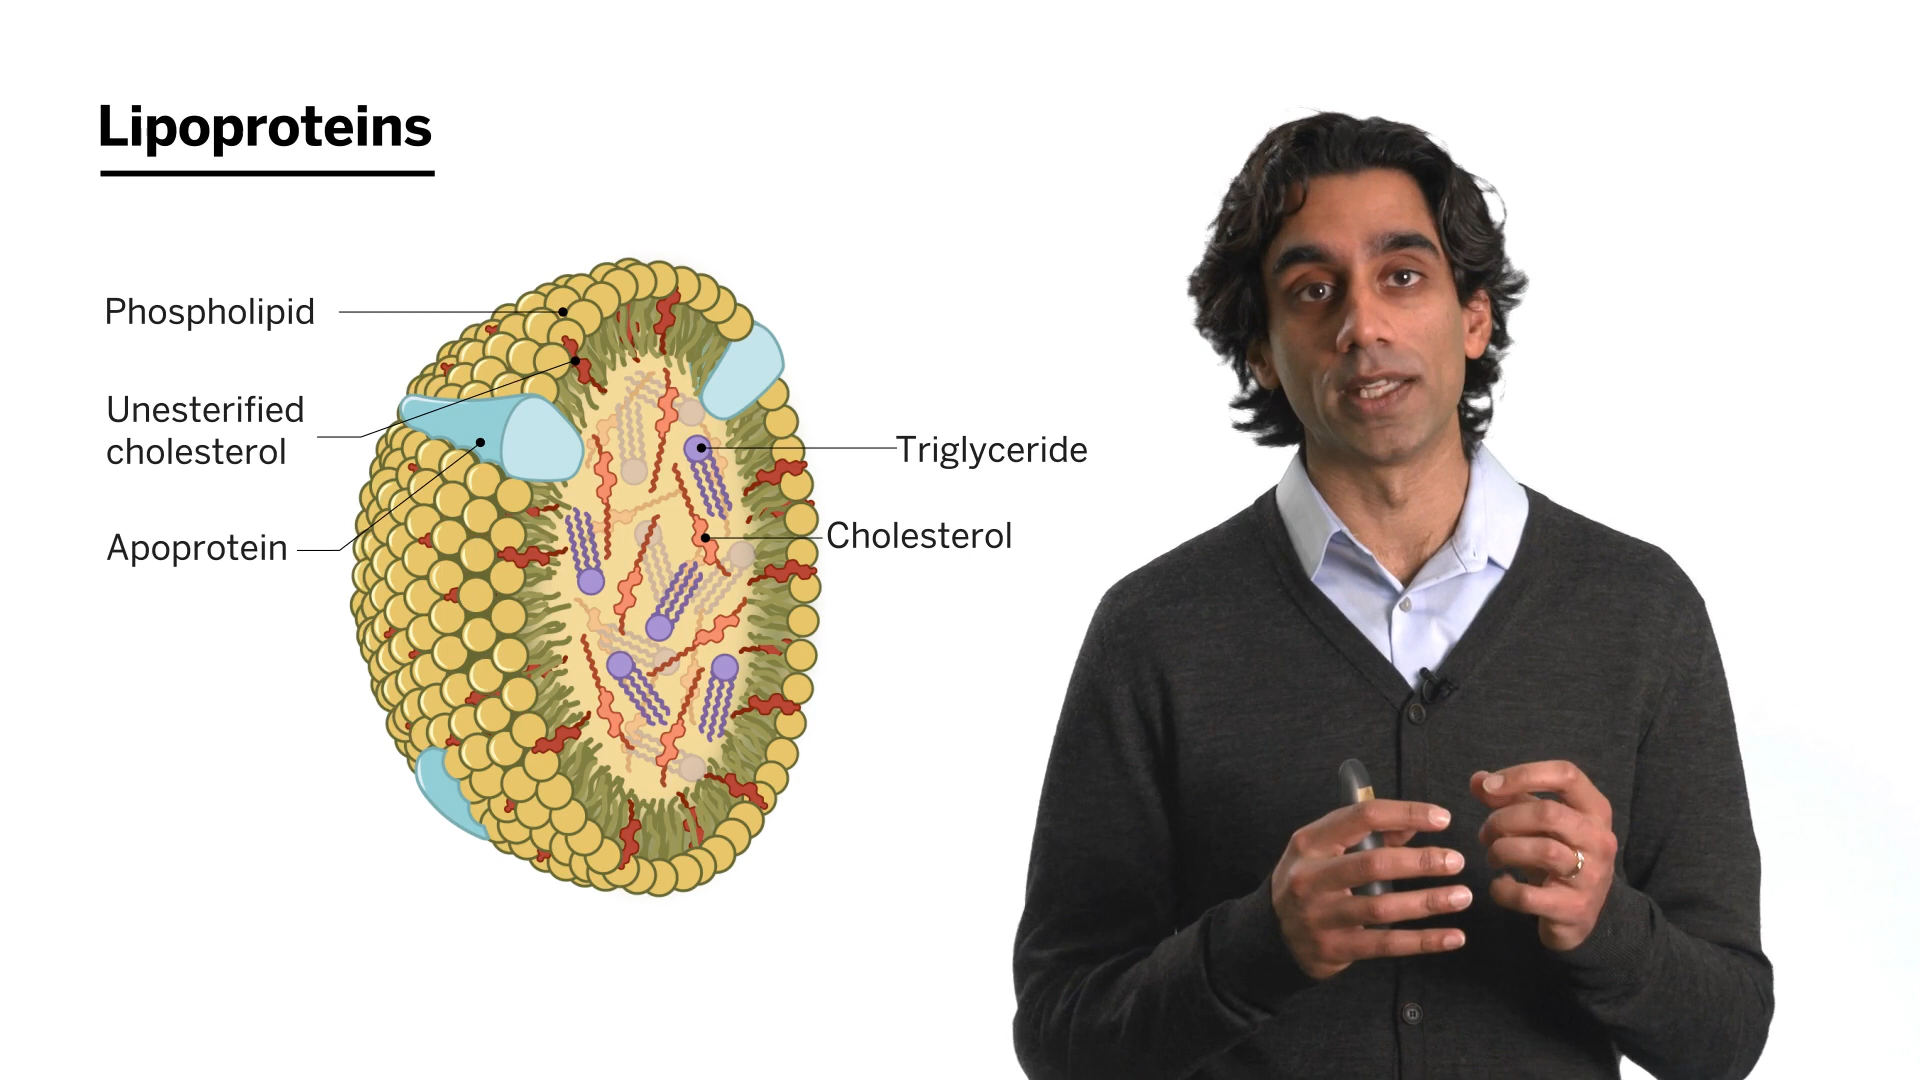 Lipoproteins
Phospholipid
Unesterified
cholesterol
Apoprotein
Triglyceride
Cholesterol